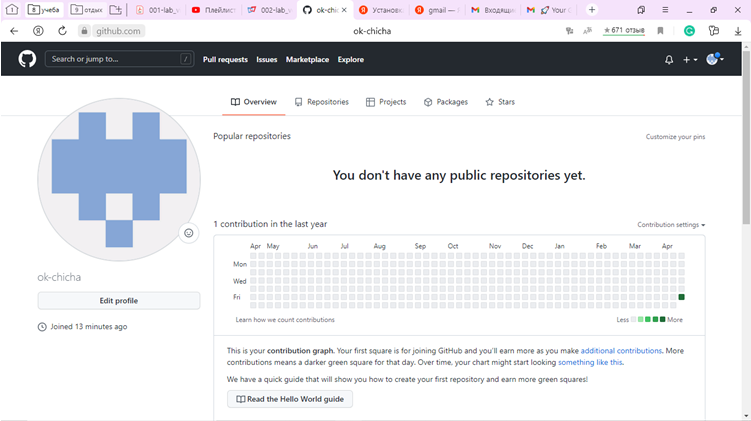 1
8 учеба
9 отдых
001-lab_v
Плейлист
002-lab_v
ok-chich
Установк
gmail —
Входящи
Your G
github.com
ok-chicha
671 отзыв
Search or jump to...
/
Pull requests
Issues
Marketplace
Explore
Overview
Repositories
Projects
Packages
Stars
Popular repositories
Customize your pins
You don't have any public repositories yet.
1 contribution in the last year
Contribution settings
Apr May Jun Jul Aug Sep Oct Nov Dec Jan Feb Mar Apr
Mon
Wed
Fri
Learn how we count contributions
Less
More
ok-chicha
Edit profile
Joined 13 minutes ago
This is your contribution graph. Your first square is for joining GitHub and you'll earn more as you make additional contributions. More
contributions means a darker green square for that day. Over time, your chart might start looking something like this.
We have a quick guide that will show you how to create your first repository and earn more green squares!
Read the Hello World guide